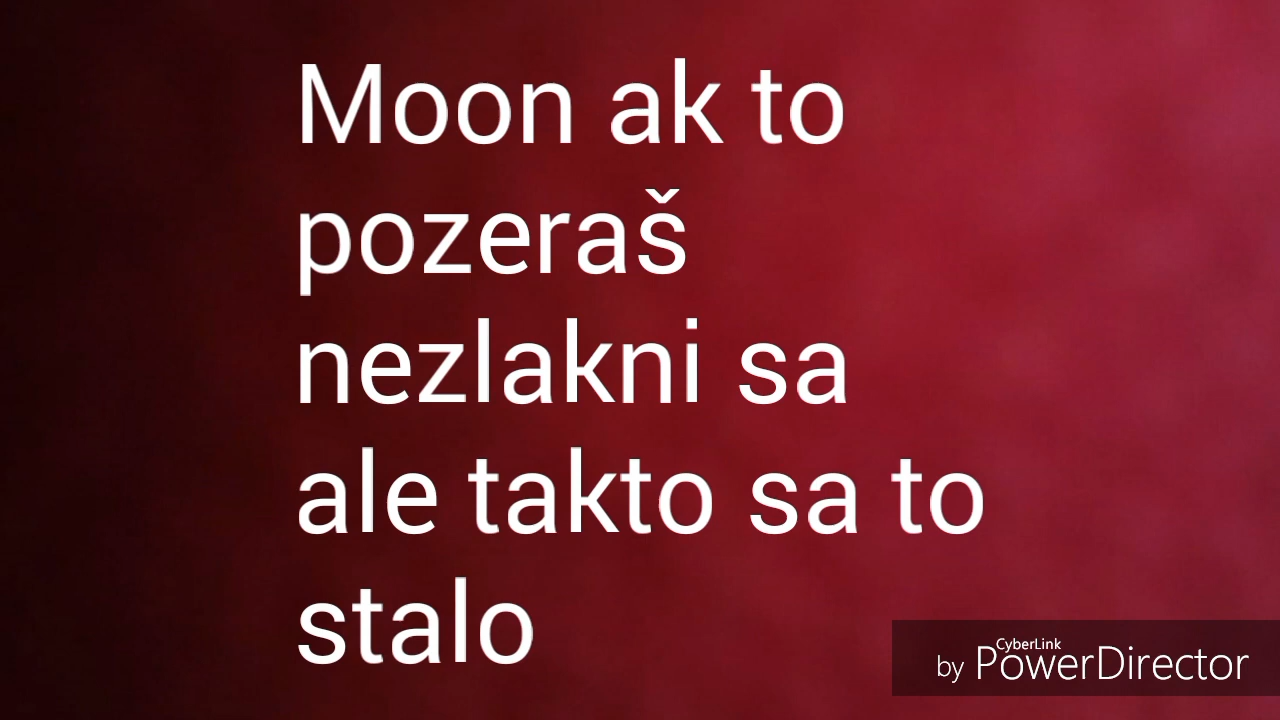 Moon ak to
pozeraš
nezlakni sa
ale takto sa to
stalo
by CyberLink PowerDirector